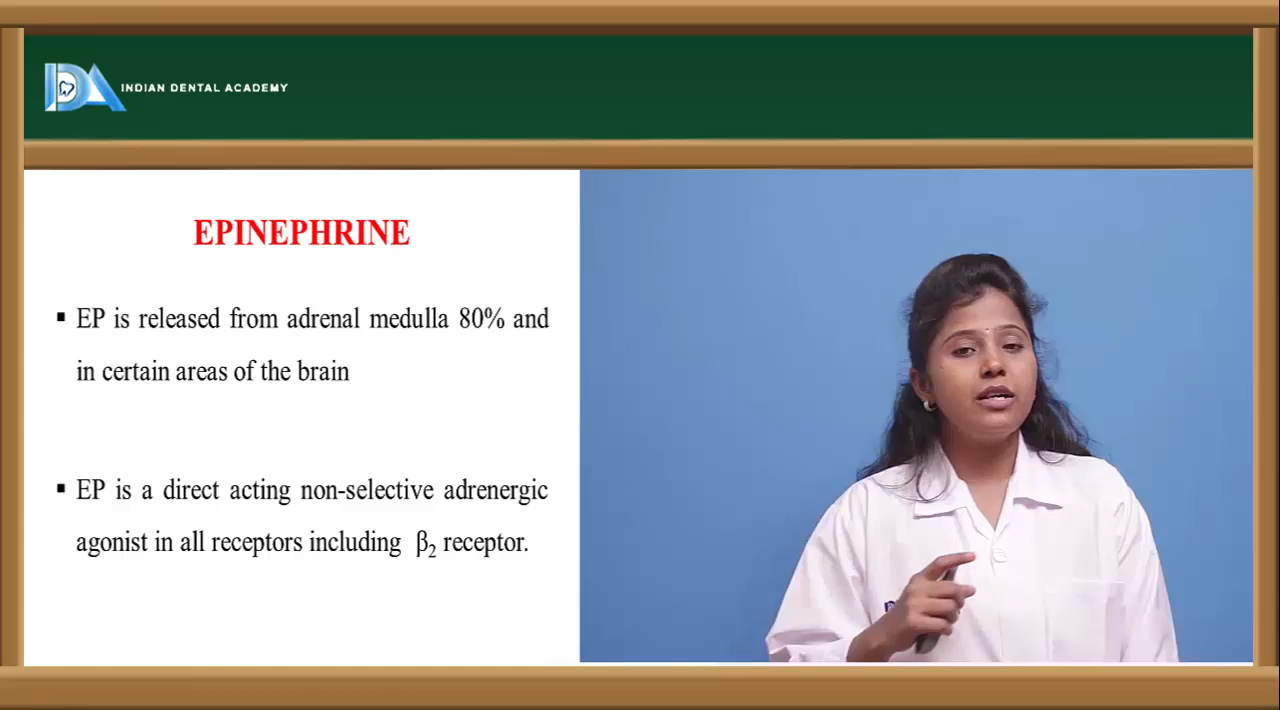 INDIAN DENTAL ACADEMY
EPINEPHRINE
▪ EP is released from adrenal medulla 80% and
in certain areas of the brain
▪ EP is a direct acting non-selective adrenergic
agonist in all receptors including β₂ receptor.